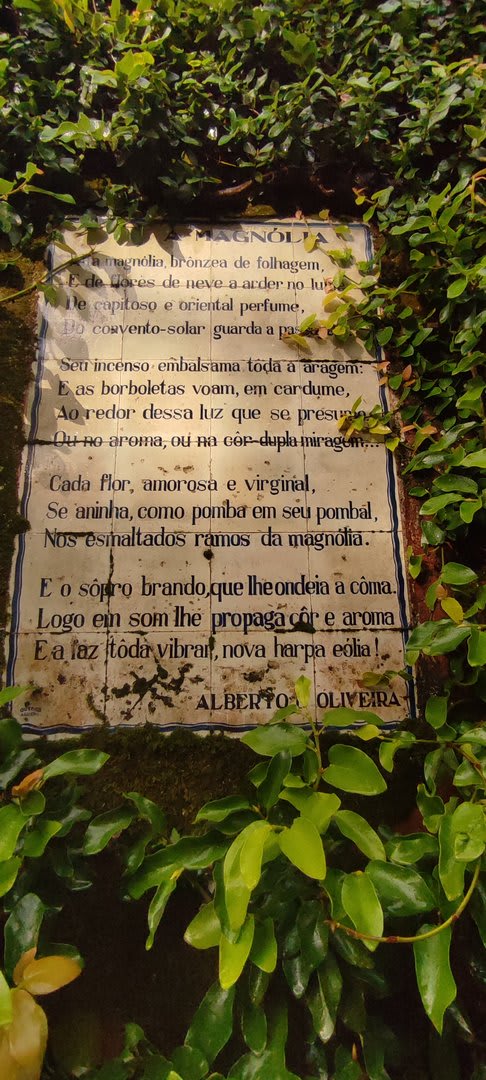 A MAGNÓLIA
magnólia, brônzea de folhagem,
E de flores de neve a arder no
De capitoso e oriental perfume,
Do convento-solar guarda a
Seu incenso embalsama tôda a aragem:
E as borboletas voam, em cardume,
Ao redor dessa luz que se presume
Ou no aroma, ou na côr dupla miragem...
Cada flor, amorosa e virginal,
Se aninha, como pomba em seu pombal,
Nos esmaltados ramos da magnólia.
E o sôpro brando, que lhe ondeia a côma.
Logo em som lhe propaga côr e aroma
E a faz tôda vibrar, nova harpa eólia!
ALBERTO OLIVEIRA